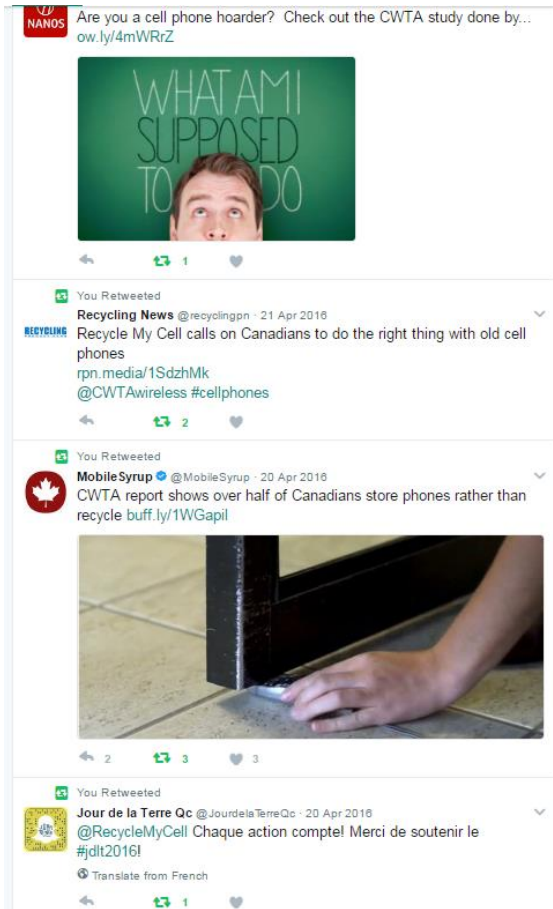 NANOS
Are you a cell phone hoarder? Check out the CWTA study done by...
ow.ly/4mWRrZ
WHAT AM I
SUPPOSED
TO DO
1
You Retweeted
Recycling News @recyclingpn · 21 Apr 2016
RECYCLING
Recycle My Cell calls on Canadians to do the right thing with old cell
phones
rpn.media/1SdzhMk
@CWTAwireless #cellphones
2
You Retweeted
MobileSyrup @MobileSyrup · 20 Apr 2016
CWTA report shows over half of Canadians store phones rather than
recycle buff.ly/1WGapil
2 3 3
You Retweeted
Jour de la Terre Qc @JourdelaTerreQc · 20 Apr 2016
@RecycleMyCell Chaque action compte! Merci de soutenir le
#jdlt2016!
Translate from French
1